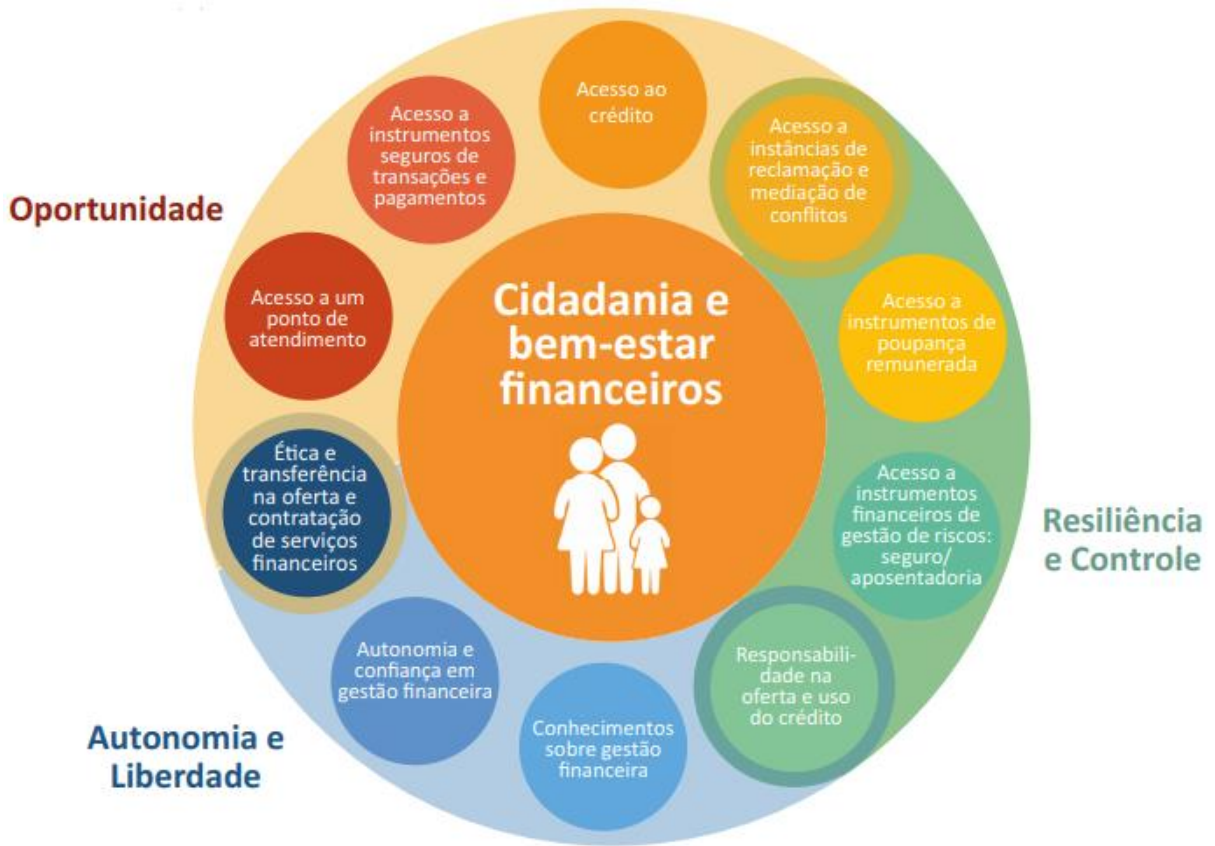 Oportunidade
Acesso a
instrumentos
seguros de
transações e
pagamentos
Acesso ao
crédito
Acesso a
instâncias de
reclamação e
mediação de
conflitos
Acesso a um
ponto de
atendimento
Cidadania e
bem-estar
financeiros
Acesso a
instrumentos de
poupança
remunerada
Ética e
transferência
na oferta e
contratação
de serviços
financeiros
Acesso a
instrumentos
financeiros de
gestão de riscos:
seguro/
aposentadoria
Resiliência
e Controle
Autonomia e
confiança em
gestão financeira
Conhecimentos
sobre gestão
financeira
Responsabili-
dade na
oferta e uso
do crédito
Autonomia e
Liberdade